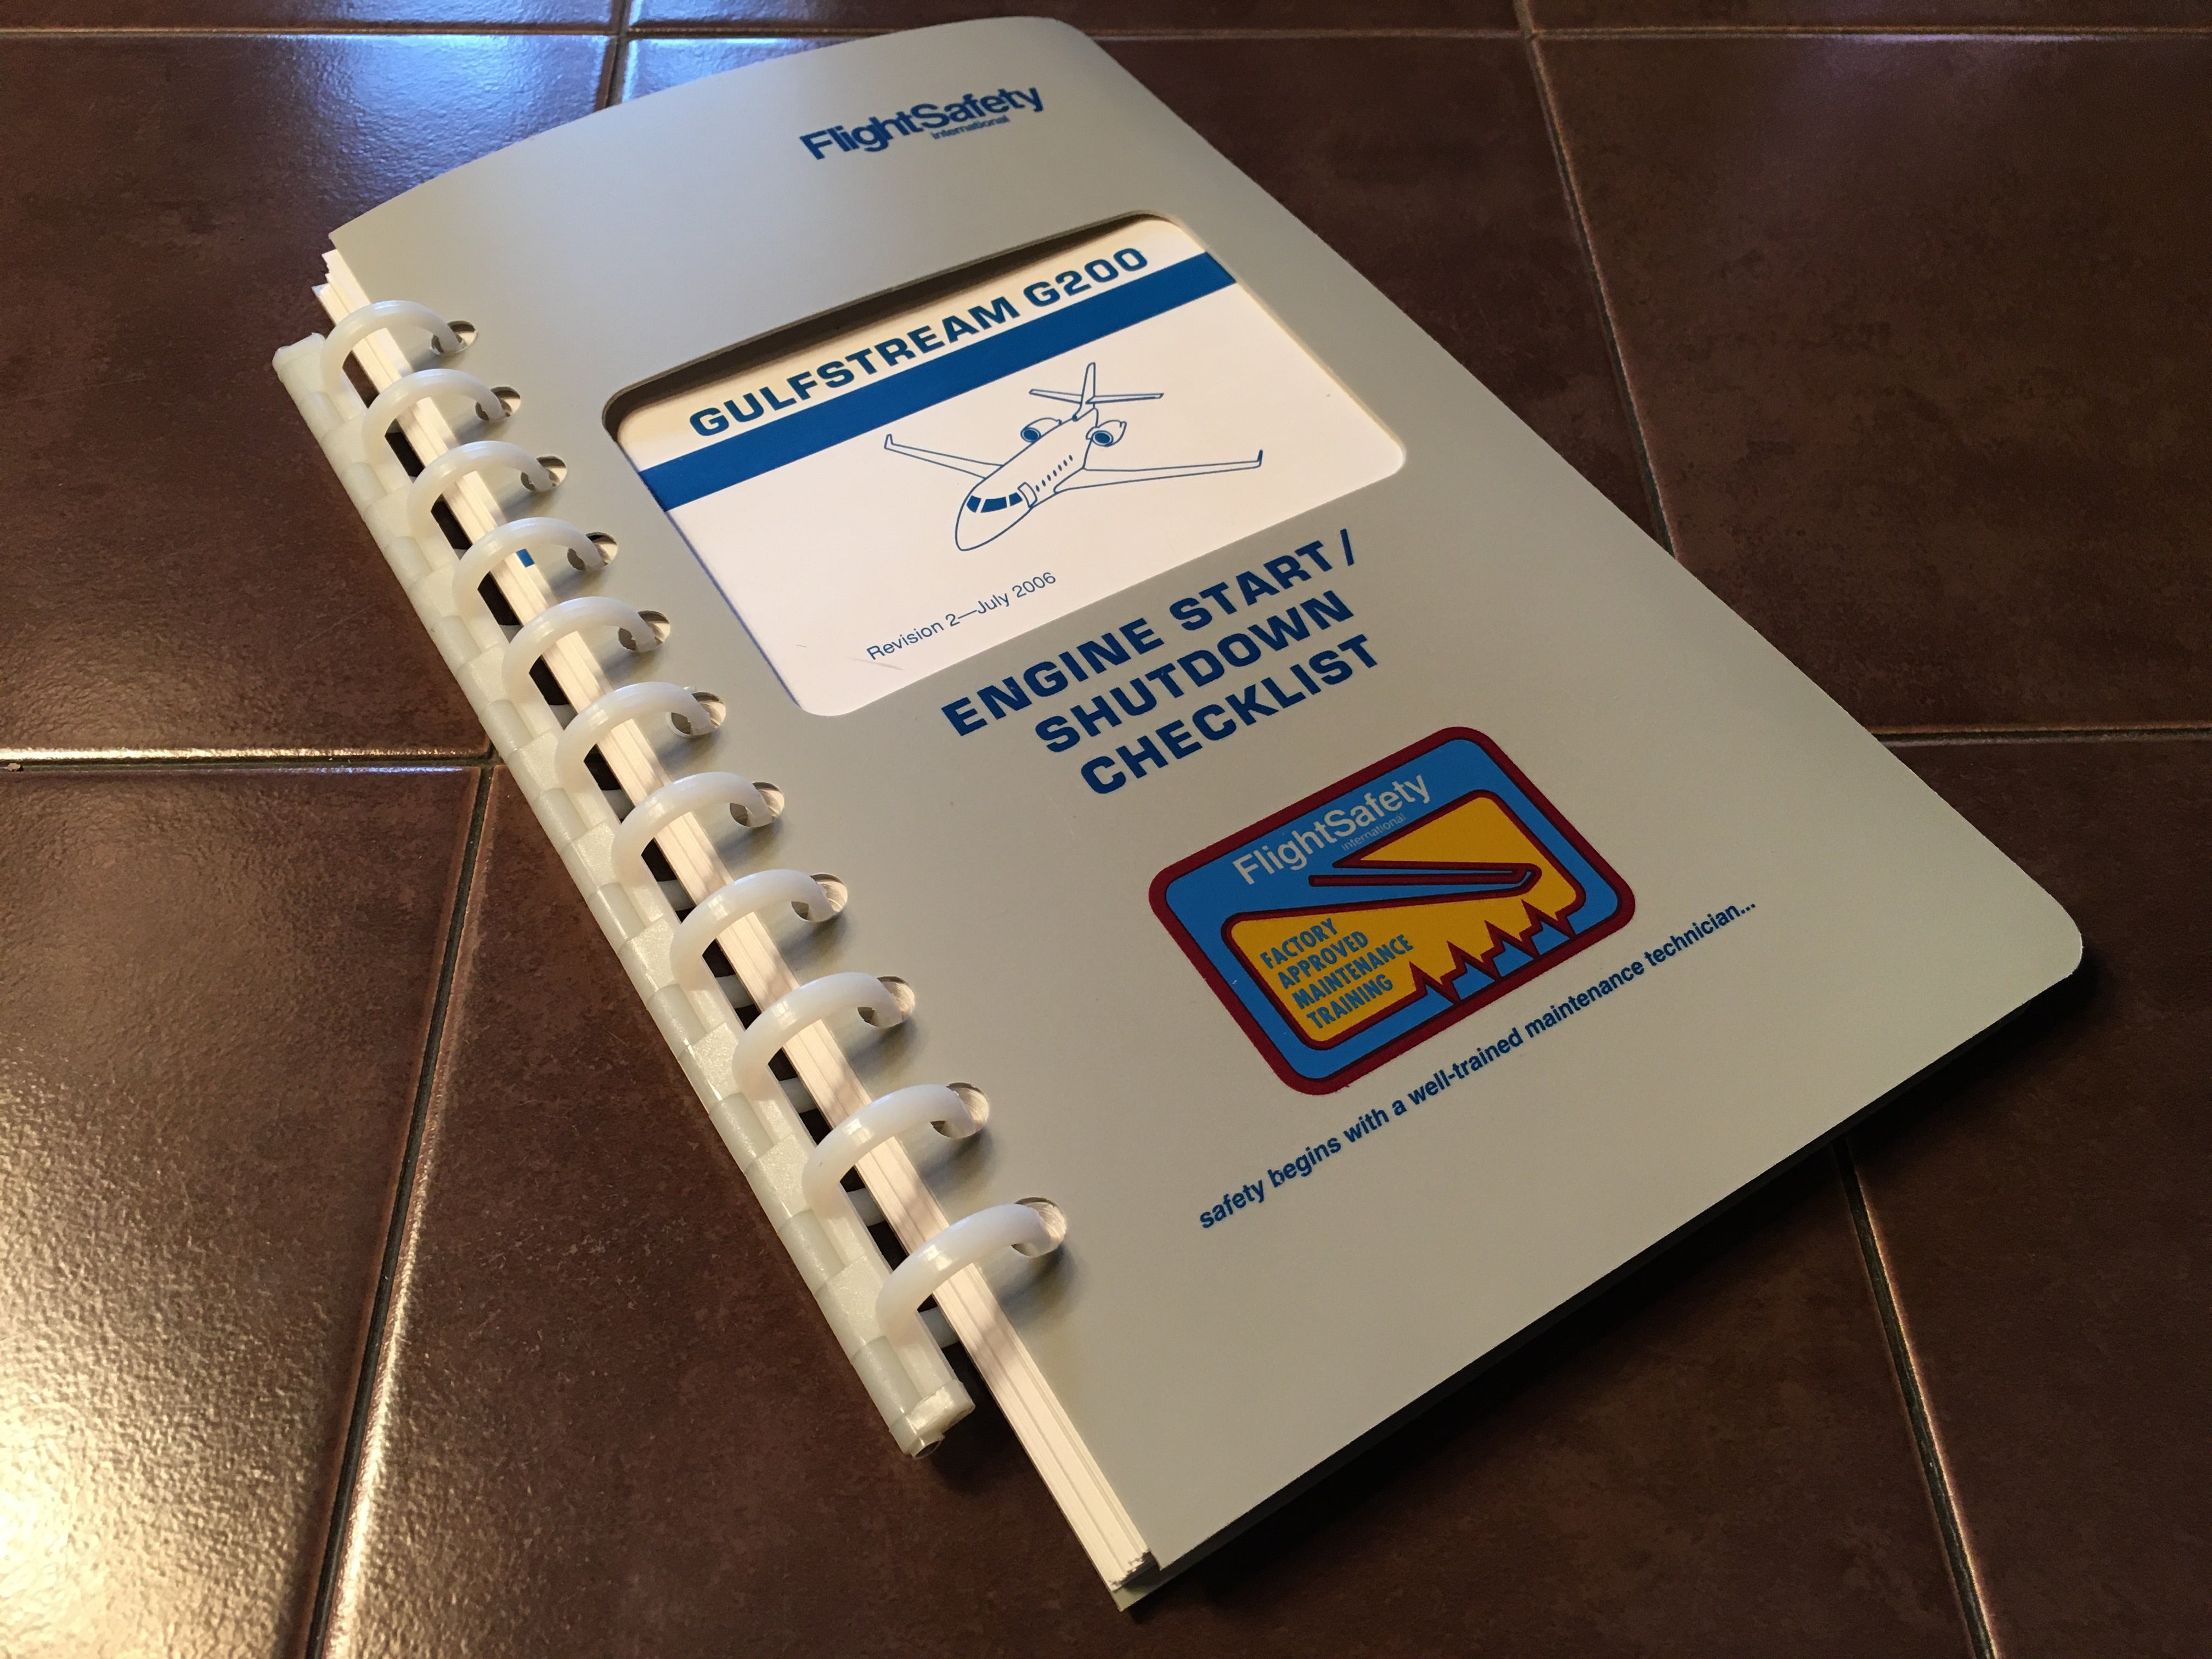 FlightSafety
international
GULFSTREAM G200
Revision 2—July 2006
ENGINE START/
SHUTDOWN
CHECKLIST
FlightSafety
international
FACTORY
APPROVED
MAINTENANCE
TRAINING
safety begins with a well-trained maintenance technician...